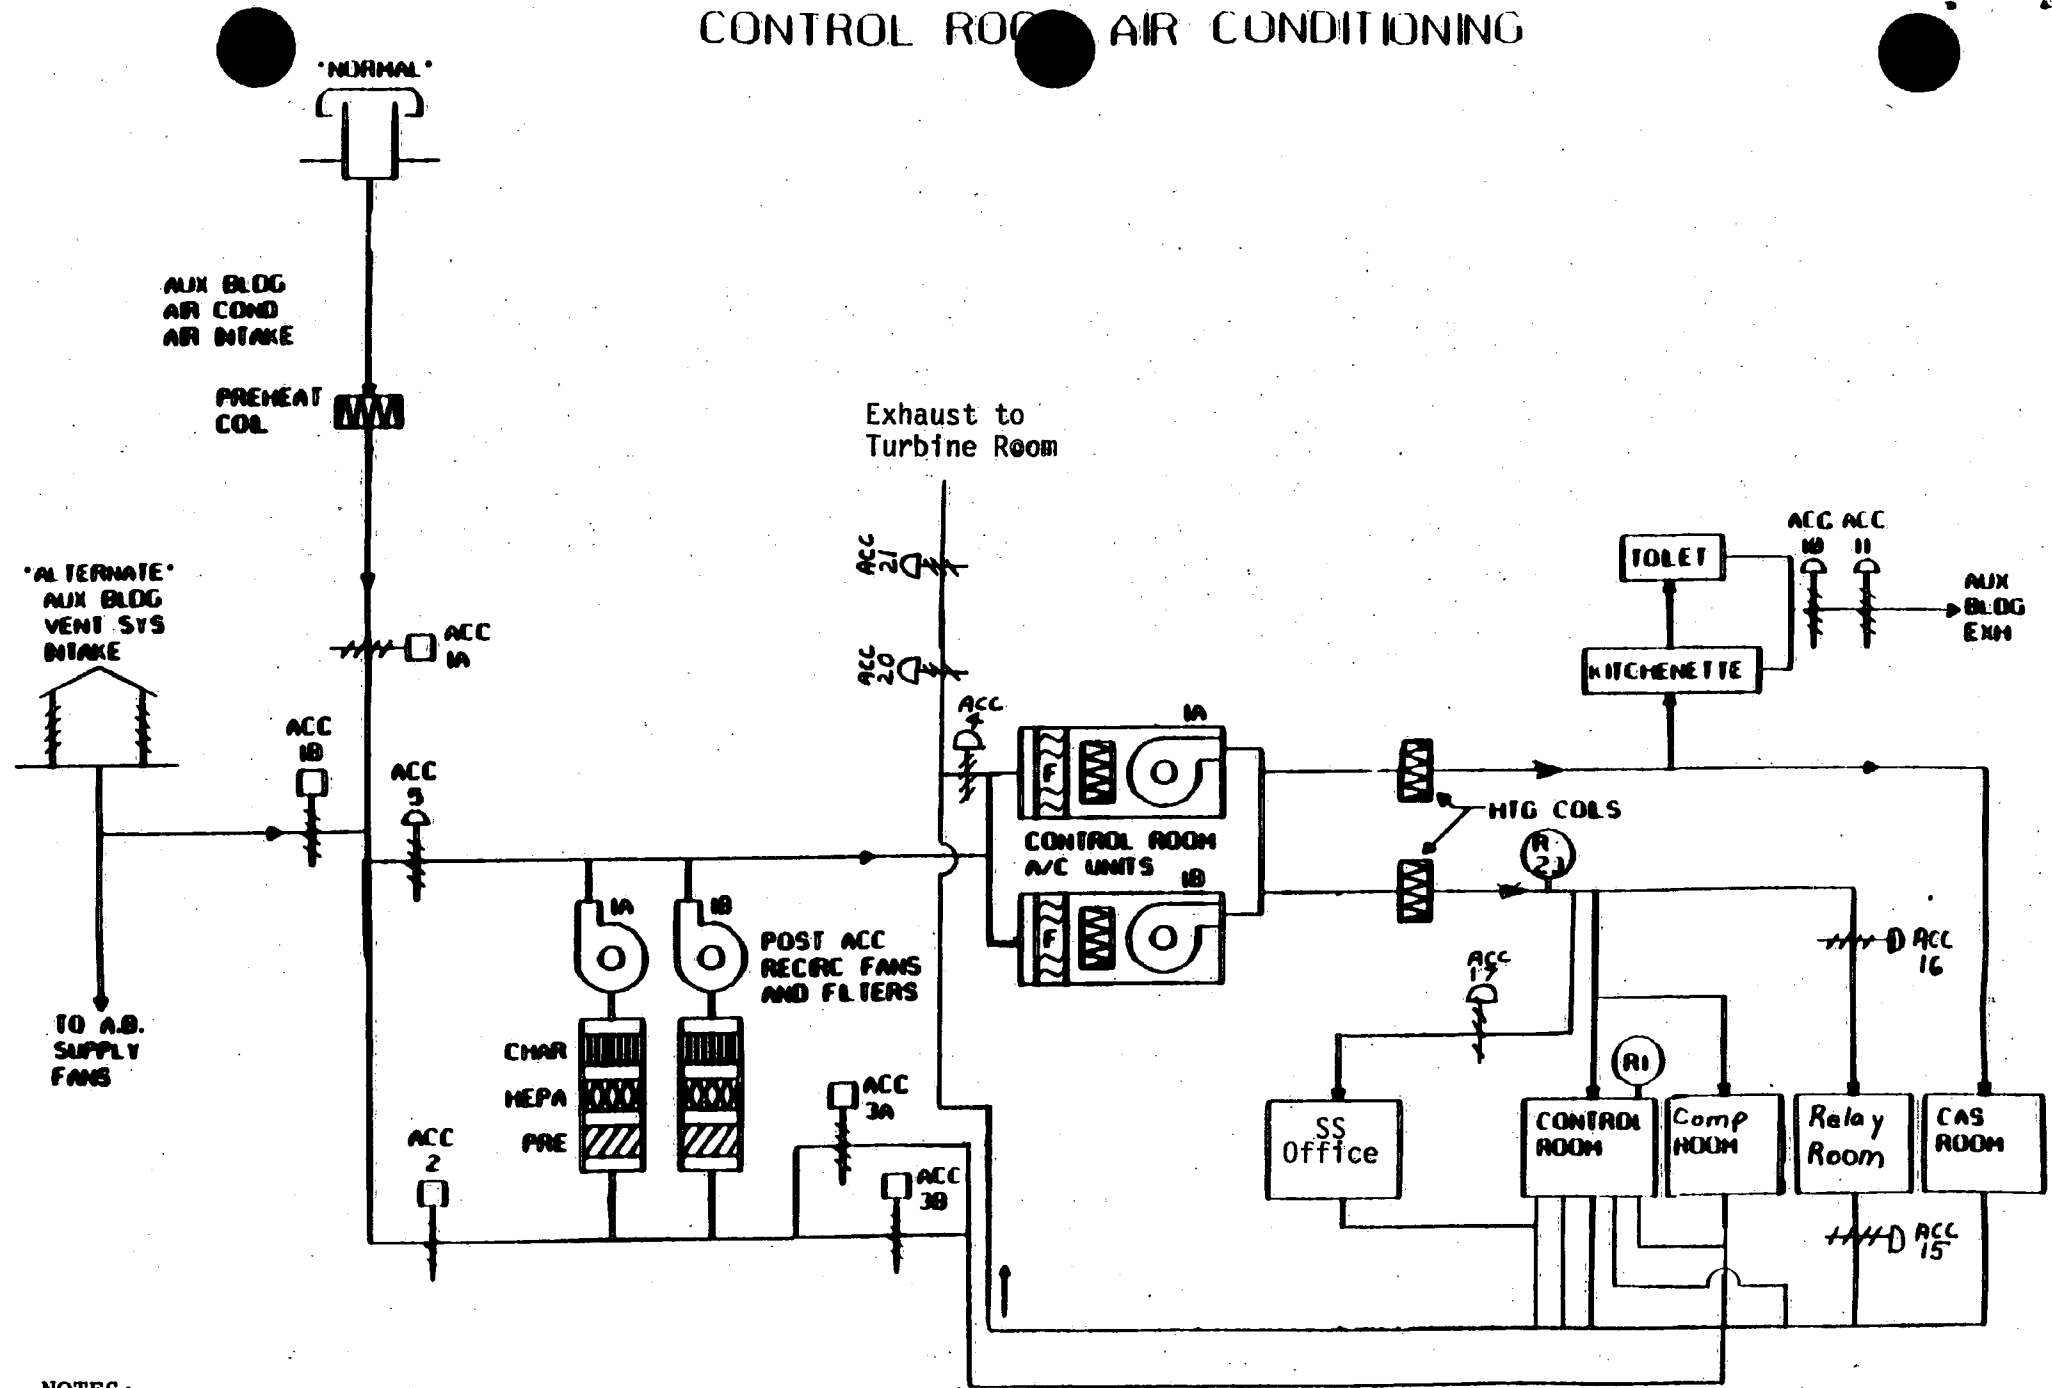 CONTROL ROO AIR CONDITIONING
"NORMAL"
AUX BLDG
AIR COND
AIR INTAKE
PREHEAT
COIL
Exhaust to
Turbine Room
ACC
21
ACC
20
ACC
4
"ALTERNATE"
AUX BLDG
VENT SYS
INTAKE
ACC
1A
ACC
1B
ACC
5
TO A.B.
SUPPLY
FANS
1A
1B
POST ACC
RECIRC FANS
AND FILTERS
CHAR
HEPA
PRE
ACC
2
ACC
3A
ACC
3B
1A
F
CONTROL ROOM
A/C UNITS
1B
F
HTG COILS
R
23
TOILET
KITCHENETTE
ACC ACC
10 11
AUX
BLDG
EXH
ACC
17
ACC
16
R1
SS
Office
CONTROL
ROOM
Comp
ROOM
Relay
Room
CAS
ROOM
ACC
15